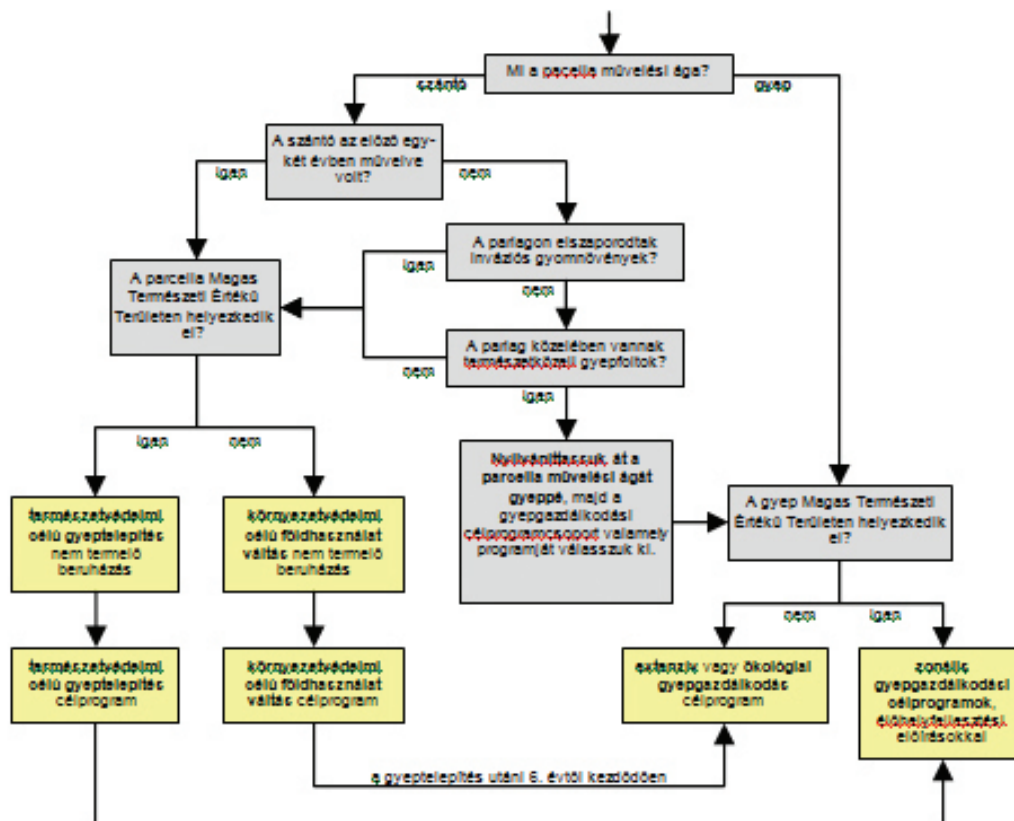 Mi a pacella művelési ága?
szántó
gyep
A szántó az előző egy-
két évben művelve
volt?
igen
nem
A parlagon elszaporodtak
inváziós gyomnövények?
igen
nem
A parcella Magas
Természeti Értékű
Területen helyezkedik
el?
A parlag közelében vannak
természetközeli gyepfoltok?
nem
igen
igen
nem
Nyilváníttassuk át a
parcella művelési ágát
gyeppé, majd a
gyepgazdálkodási
célprogramcsoport valamely
programját válasszuk ki.
A gyep Magas Természeti
Értékű Területen helyezkedik
el?
természetvédelmi
célú gyeptelepítés
nem termelő
beruházás
környezetvédelmi
célú földhasználat
váltás nem termelő
beruházás
nem
igen
természetvédelmi
célú gyeptelepítés
célprogram
környezetvédelmi
célú földhasználat
váltás célprogram
extenzív vagy ökológiai
gyepgazdálkodás
célprogram
zonális
gyepgazdálkodási
célprogramok,
élőhelyfejlesztési
előírásokkal
a gyeptelepítés utáni 6. évtől kezdődően